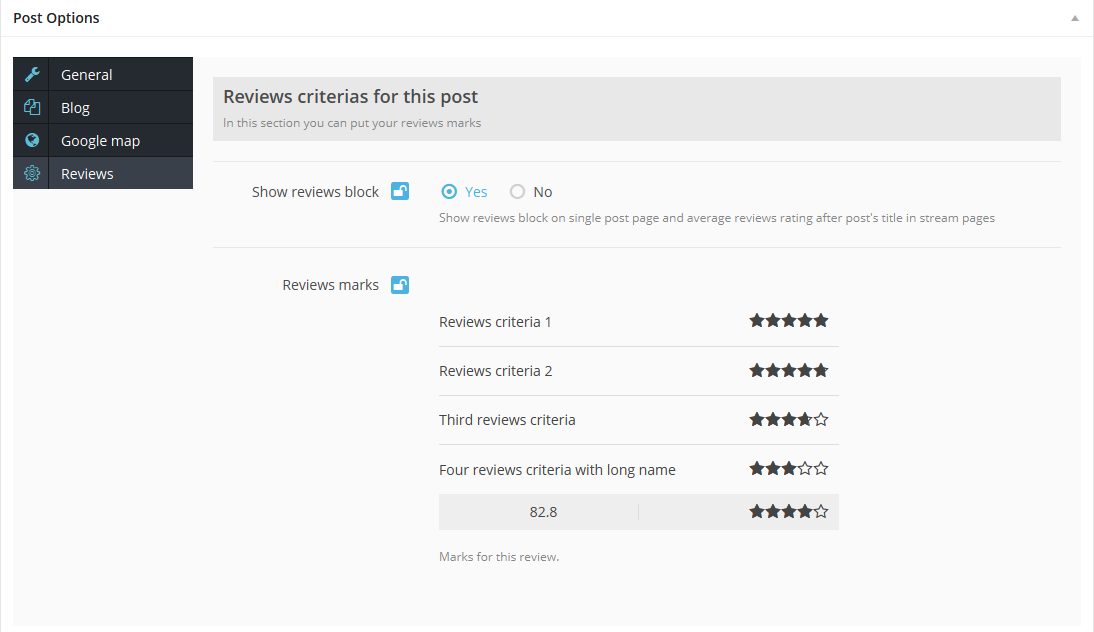 Post Options
General
Blog
Google map
Reviews
Reviews criterias for this post
In this section you can put your reviews marks
Show reviews block
Yes
No
Show reviews block on single post page and average reviews rating after post's title in stream pages
Reviews marks
Reviews criteria 1
Reviews criteria 2
Third reviews criteria
Four reviews criteria with long name
82.8
Marks for this review.